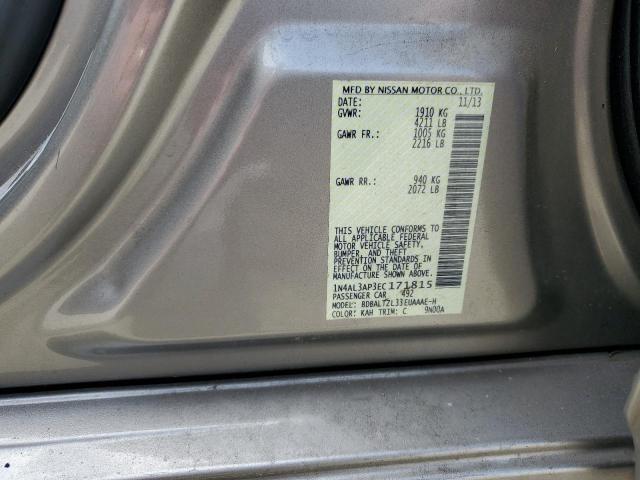 MFD BY NISSAN MOTOR CO., LTD.
DATE: 11/13
GVWR: 1910 KG
4211 LB
GAWR FR.: 1005 KG
2216 LB
GAWR RR.: 940 KG
2072 LB
THIS VEHICLE CONFORMS TO
ALL APPLICABLE FEDERAL
MOTOR VEHICLE SAFETY,
BUMPER, AND THEFT
PREVENTION STANDARDS IN
EFFECT ON THE DATE OF
MANUFACTURE SHOWN ABOVE.
1N4AL3AP3EC171815
PASSENGER CAR 492
MODEL: BDBALT2L33EUAAAE-H
COLOR: KAH TRIM: C 9N00A